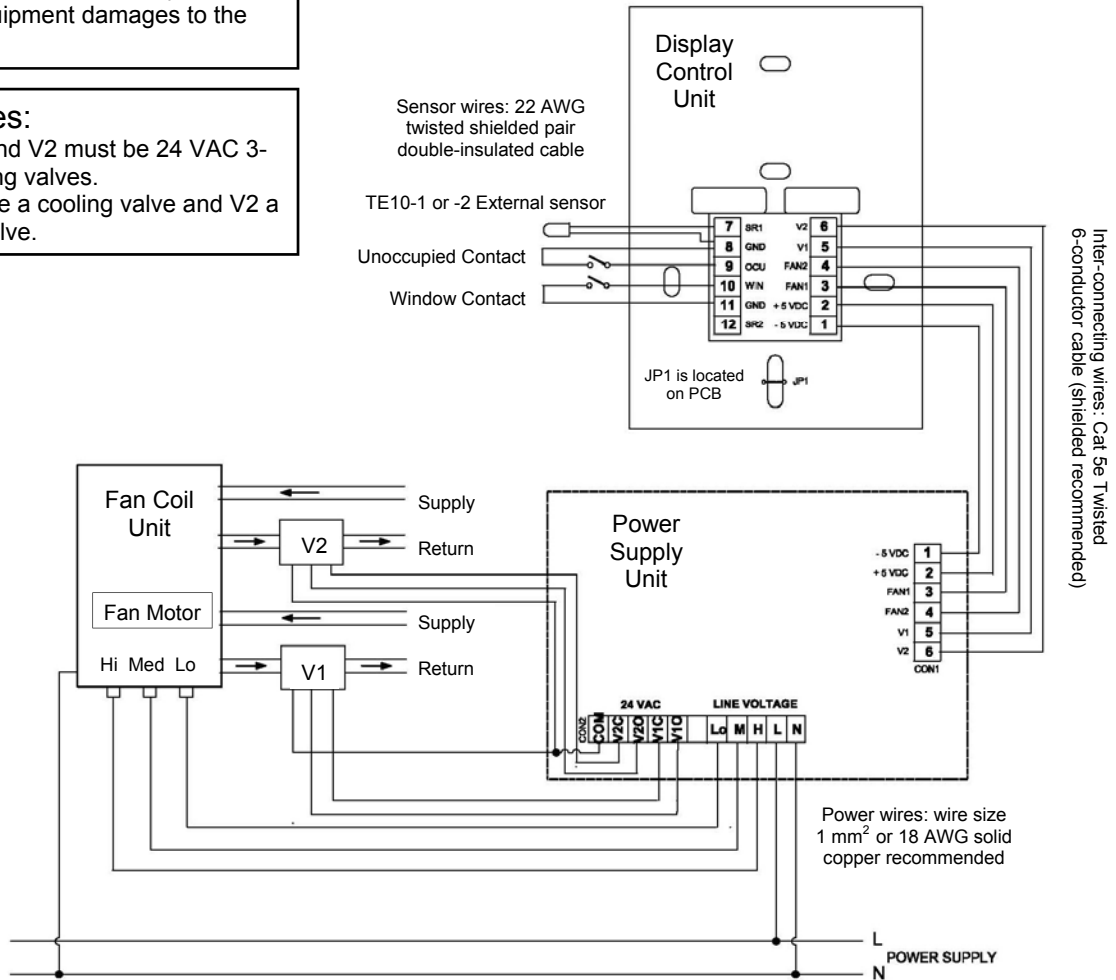 uipment damages to the
es:
nd V2 must be 24 VAC 3-
ng valves.
e a cooling valve and V2 a
lve.
Display
Control
Unit
Sensor wires: 22 AWG
twisted shielded pair
double-insulated cable
TE10-1 or -2 External sensor
Unoccupied Contact
Window Contact
7 SR1 V2 6
8 GND V1 5
9 OCU FAN2 4
10 WIN FAN1 3
11 GND +5 VDC 2
12 SR2 -5 VDC 1
JP1 is located
on PCB
JP1
Inter-connecting wires: Cat 5e Twisted
6-conductor cable (shielded recommended)
Fan Coil
Unit
Fan Motor
Hi Med Lo
Supply
V2
Return
Supply
V1
Return
Power
Supply
Unit
-5 VDC 1
+5 VDC 2
FAN1 3
FAN2 4
V1 5
V2 6
CON1
24 VAC LINE VOLTAGE
CON2
COM V2C V2O V1C V1O Lo M H L N
Power wires: wire size
1 mm² or 18 AWG solid
copper recommended
L
POWER SUPPLY
N